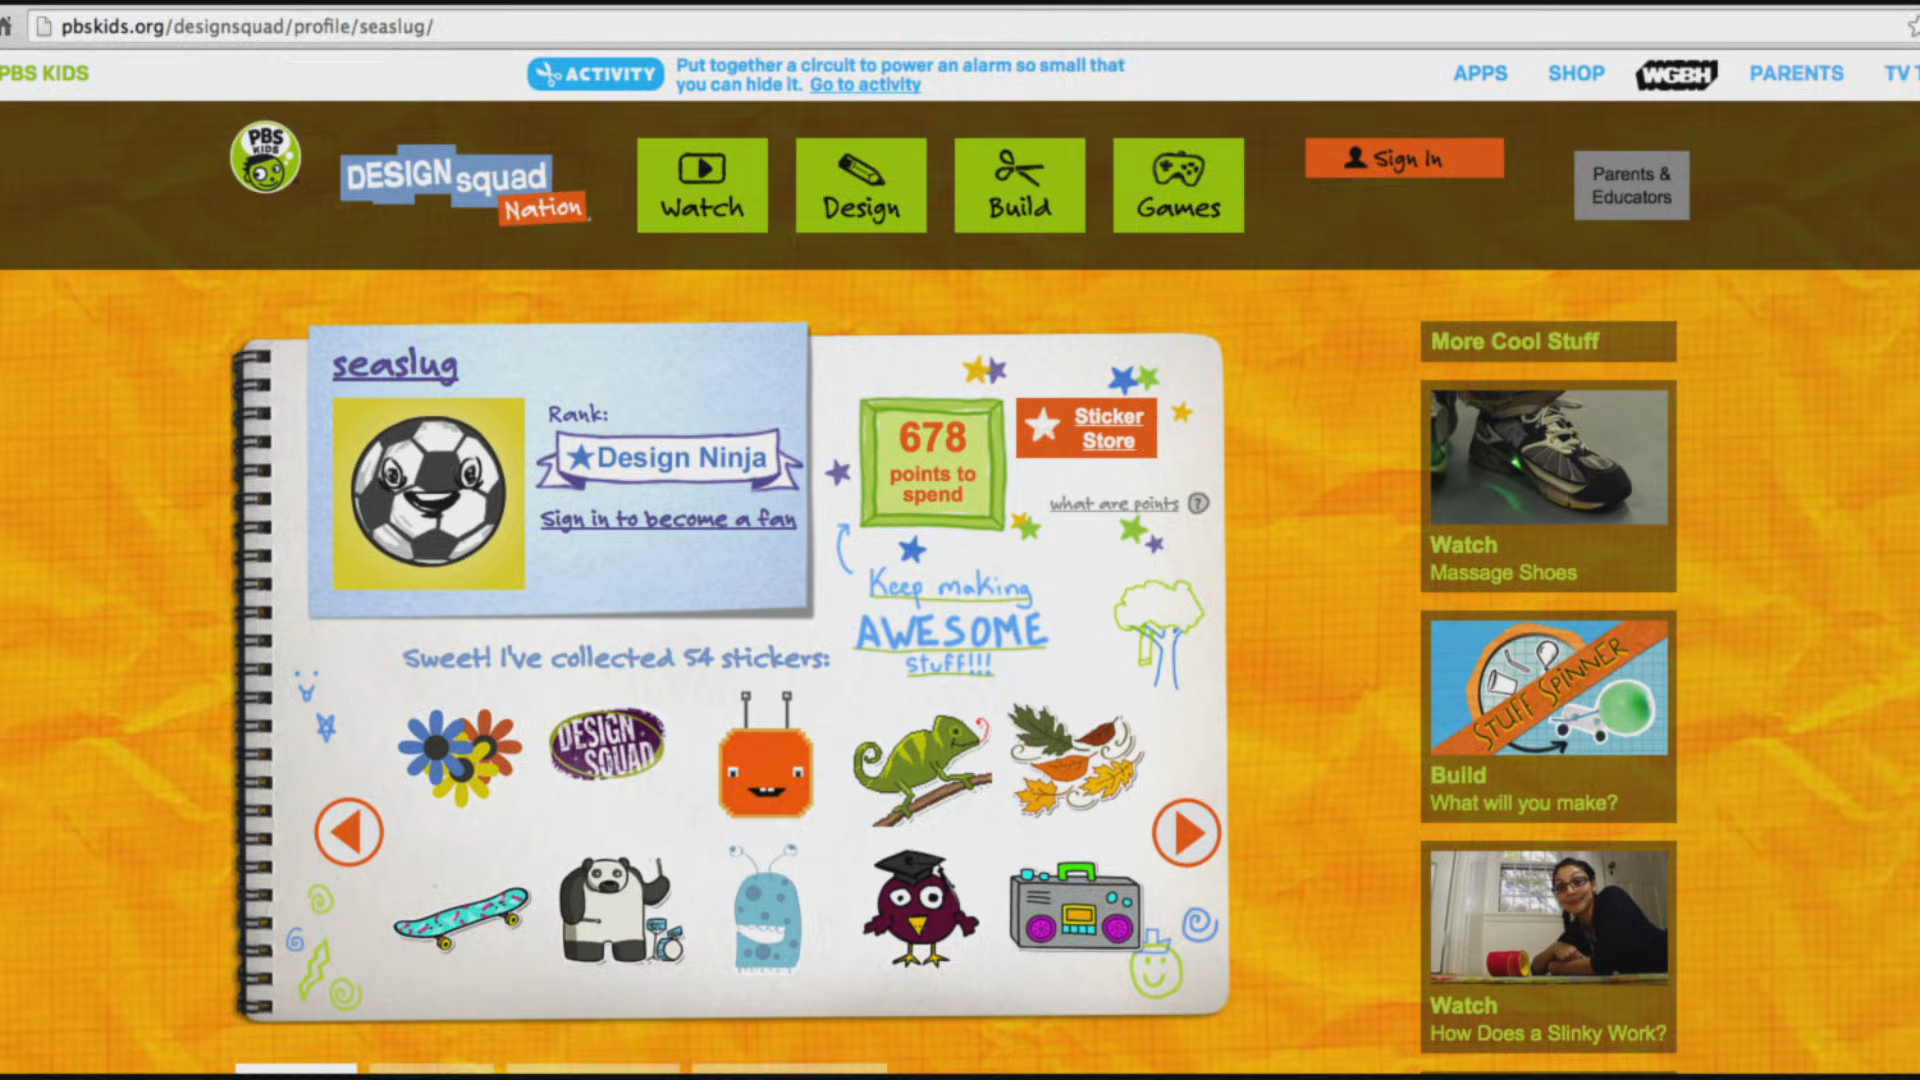 pbskids.org/designsquad/profile/seaslug/
PBS KIDS
ACTIVITY
Put together a circuit to power an alarm so small that
you can hide it. Go to activity
APPS
SHOP
WGBH
PARENTS
TV
PBS
KIDS
DESIGN squad
Nation
Watch
Design
Build
Games
Sign In
Parents &
Educators
seaslug
Rank:
Design Ninja
Sign in to become a fan
678
points to
spend
Sticker
Store
what are points ?
Keep making
AWESOME
stuff!!!
Sweet! I've collected 54 stickers:
DESIGN
SQUAD
More Cool Stuff
Watch
Massage Shoes
STUFF SPINNER
Build
What will you make?
Watch
How Does a Slinky Work?